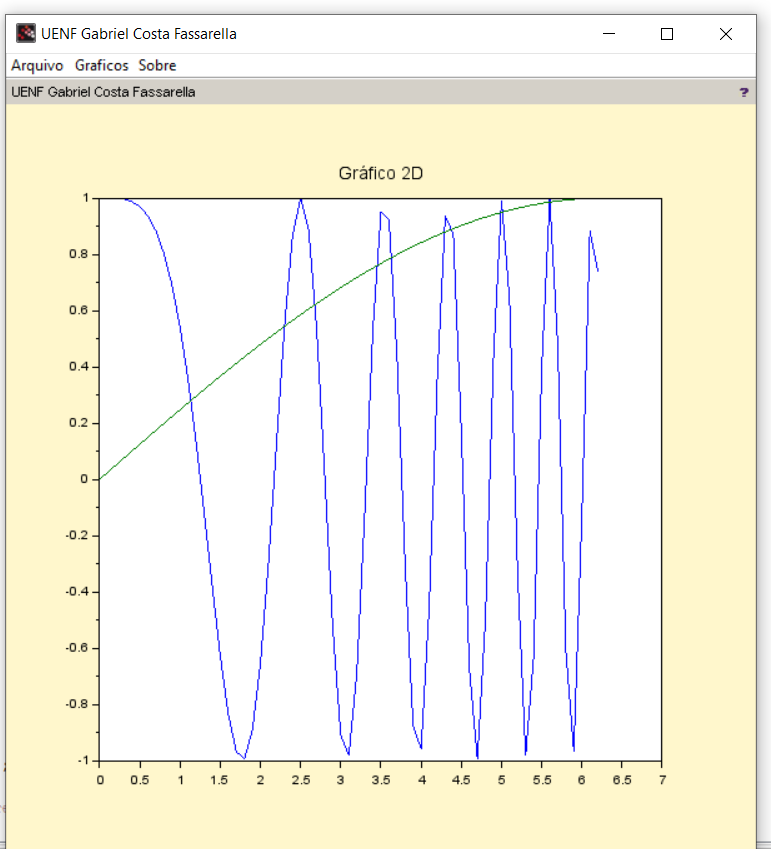 UENF Gabriel Costa Fassarella
Arquivo Graficos Sobre
UENF Gabriel Costa Fassarella ?
Gráfico 2D
1
0.8
0.6
0.4
0.2
0
-0.2
-0.4
-0.6
-0.8
-1
0 0.5 1 1.5 2 2.5 3 3.5 4 4.5 5 5.5 6 6.5 7